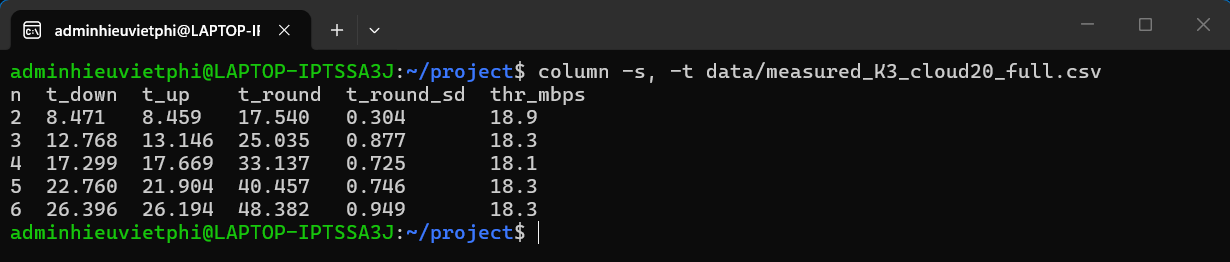 adminhieuvietphi@LAPTOP-IF
adminhieuvietphi@LAPTOP-IPTSSA3J:~/project$ column -s, -t data/measured_K3_cloud20_full.csv
n  t_down  t_up    t_round  t_round_sd  thr_mbps
2  8.471   8.459   17.540   0.304       18.9
3  12.768  13.146  25.035   0.877       18.3
4  17.299  17.669  33.137   0.725       18.1
5  22.760  21.904  40.457   0.746       18.3
6  26.396  26.194  48.382   0.949       18.3
adminhieuvietphi@LAPTOP-IPTSSA3J:~/project$